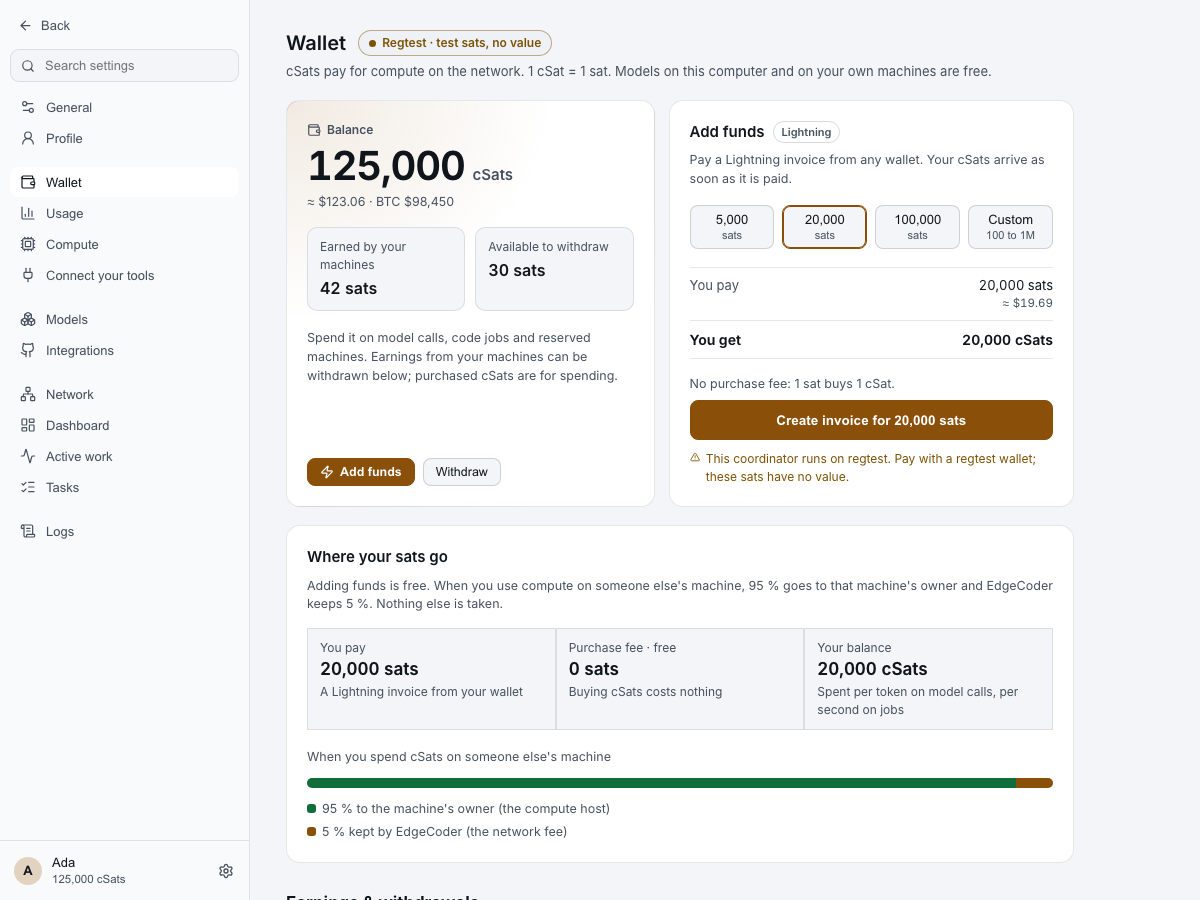 Back
Search settings
General
Profile
Wallet
Usage
Compute
Connect your tools
Models
Integrations
Network
Dashboard
Active work
Tasks
Logs
A
Ada
125,000 cSats
Wallet
Regtest · test sats, no value
cSats pay for compute on the network. 1 cSat = 1 sat. Models on this computer and on your own machines are free.
Balance
125,000 cSats
≈ $123.06 · BTC $98,450
Earned by your
machines
42 sats
Available to withdraw
30 sats
Spend it on model calls, code jobs and reserved
machines. Earnings from your machines can be
withdrawn below; purchased cSats are for spending.
Add funds
Withdraw
Add funds
Lightning
Pay a Lightning invoice from any wallet. Your cSats arrive as
soon as it is paid.
5,000
sats
20,000
sats
100,000
sats
Custom
100 to 1M
You pay
20,000 sats
≈ $19.69
You get
20,000 cSats
No purchase fee: 1 sat buys 1 cSat.
Create invoice for 20,000 sats
This coordinator runs on regtest. Pay with a regtest wallet;
these sats have no value.
Where your sats go
Adding funds is free. When you use compute on someone else's machine, 95 % goes to that machine's owner and EdgeCoder
keeps 5 %. Nothing else is taken.
You pay
20,000 sats
A Lightning invoice from your wallet
Purchase fee · free
0 sats
Buying cSats costs nothing
Your balance
20,000 cSats
Spent per token on model calls, per
second on jobs
When you spend cSats on someone else's machine
95 % to the machine's owner (the compute host)
5 % kept by EdgeCoder (the network fee)
Earnings & withdrawals